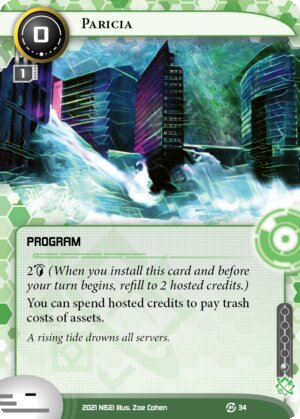 PARICIA
0
1
PROGRAM
2 (When you install this card and before
your turn begins, refill to 2 hosted credits.)
You can spend hosted credits to pay trash
costs of assets.
A rising tide drowns all servers.
–
2021 NISEI Illus. Zoe Cohen
34